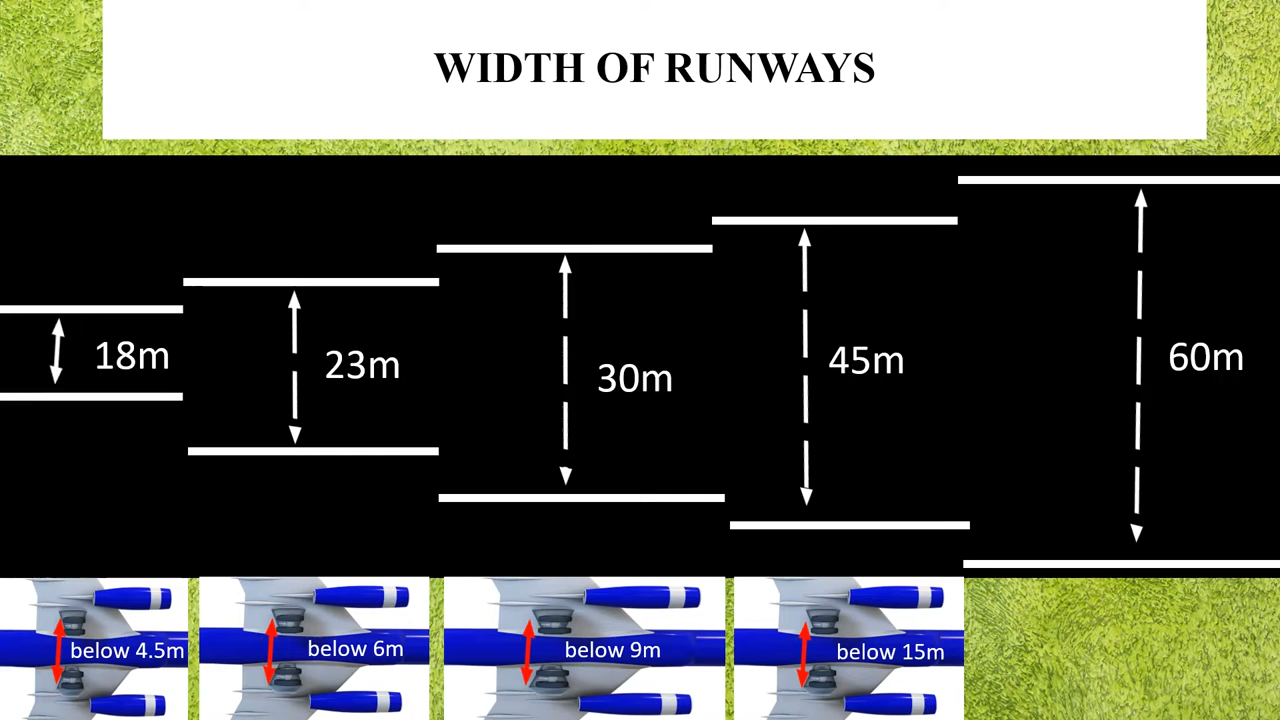 WIDTH OF RUNWAYS
18m
23m
30m
45m
60m
below 4.5m
below 6m
below 9m
below 15m